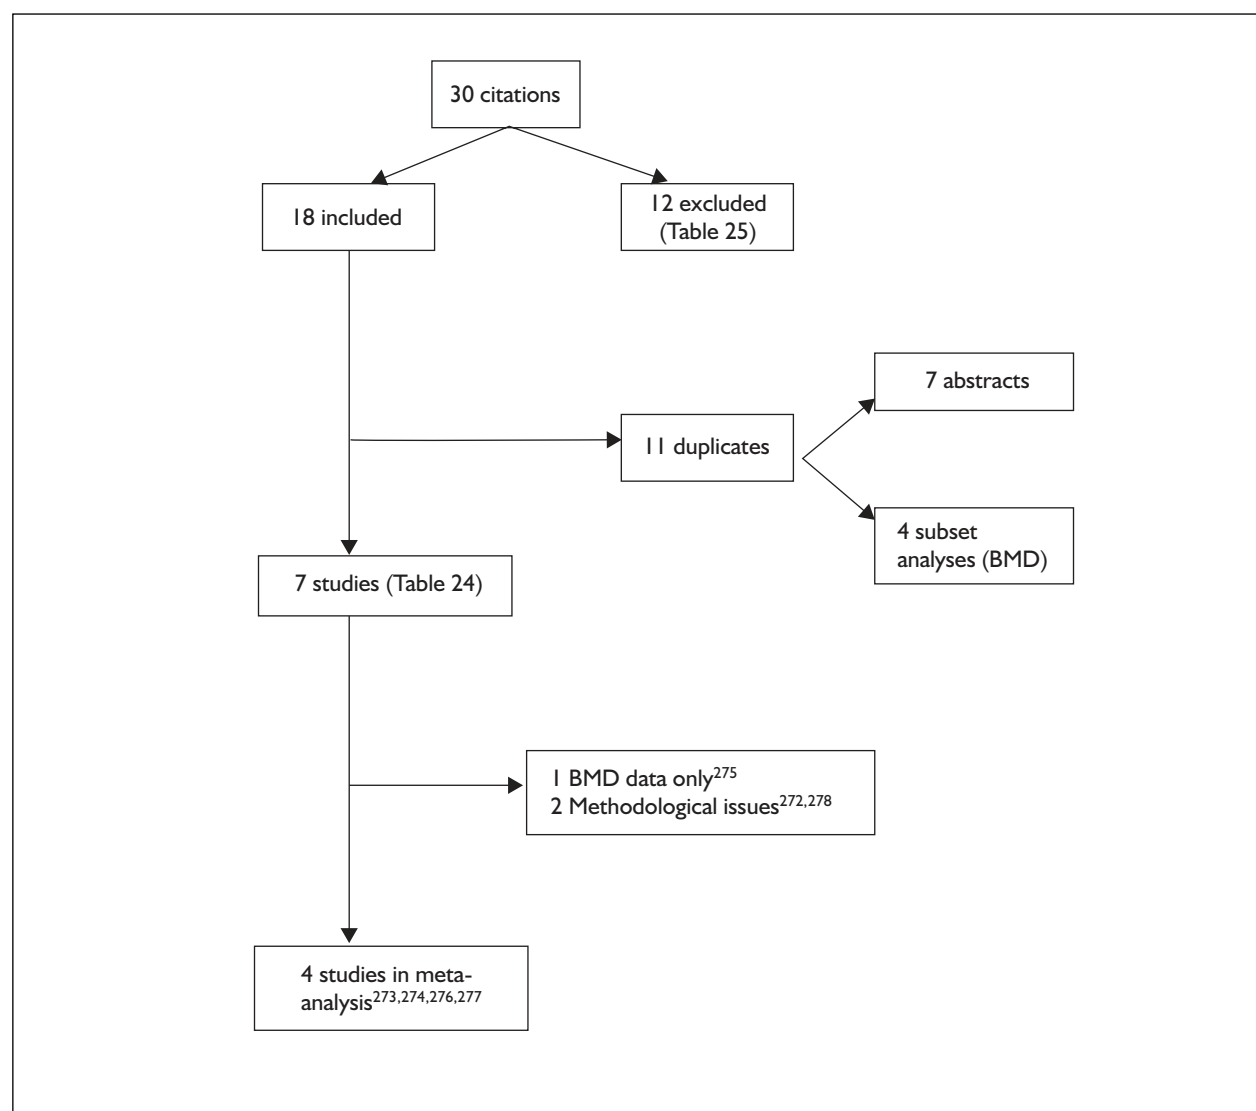 30 citations
18 included
12 excluded
(Table 25)
7 abstracts
11 duplicates
4 subset
analyses (BMD)
7 studies (Table 24)
1 BMD data only275
2 Methodological issues272,278
4 studies in meta-
analysis273,274,276,277